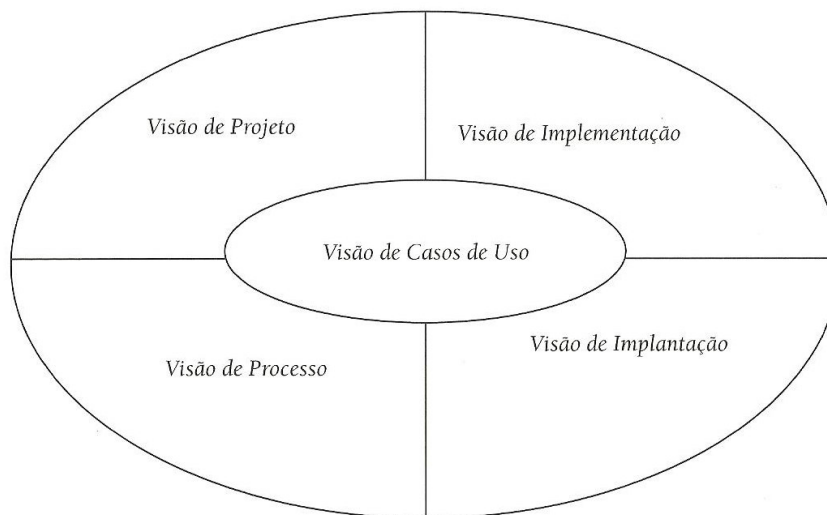 Visão de Projeto
Visão de Implementação
Visão de Casos de Uso
Visão de Implantação
Visão de Processo